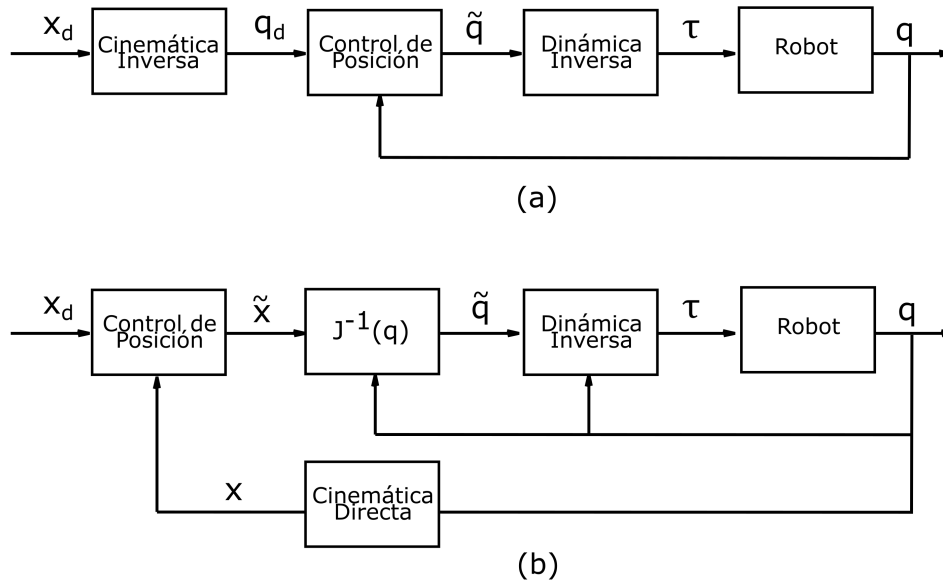 x_d
Cinemática
Inversa
q_d
Control de
Posición
q̃
Dinámica
Inversa
τ
Robot
q
(a)
x_d
Control de
Posición
x̃
J⁻¹(q)
q̃
Dinámica
Inversa
τ
Robot
q
x
Cinemática
Directa
(b)